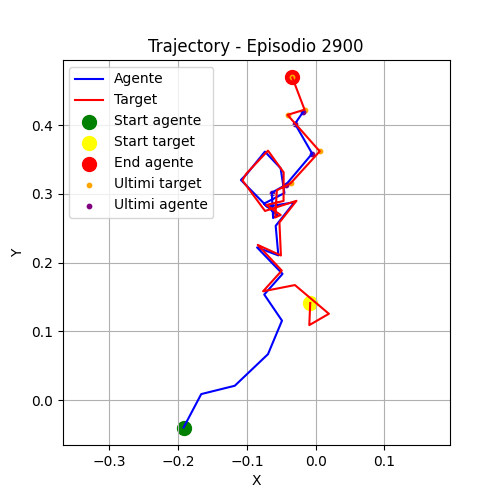 Trajectory - Episodio 2900
Agente
Target
Start agente
Start target
End agente
Ultimi target
Ultimi agente
Y
0.4
0.3
0.2
0.1
0.0
−0.3
−0.2
−0.1
0.0
0.1
X